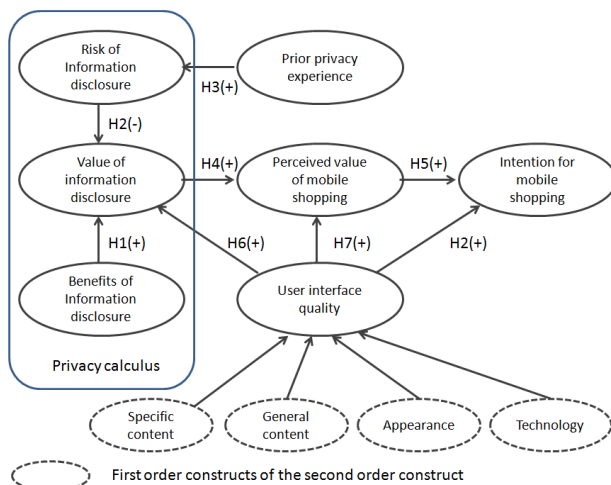 Risk of
Information
disclosure
Prior privacy
experience
H3(+)
H2(-)
Value of
information
disclosure
H4(+)
Perceived value
of mobile
shopping
H5(+)
Intention for
mobile
shopping
H1(+)
H6(+)
H7(+)
H2(+)
Benefits of
Information
disclosure
User interface
quality
Privacy calculus
Specific
content
General
content
Appearance
Technology
First order constructs of the second order construct